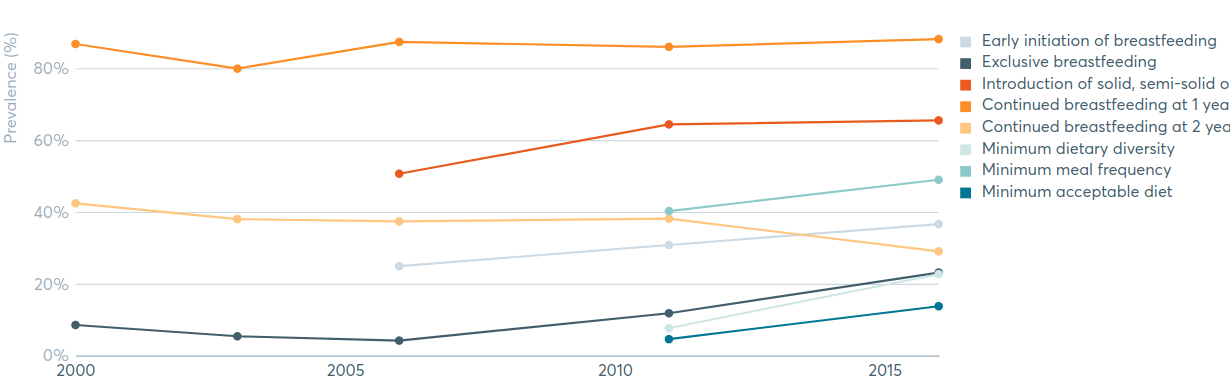 Prevalence (%)
80%
60%
40%
20%
0%
2000
2005
2010
2015
Early initiation of breastfeeding
Exclusive breastfeeding
Introduction of solid, semi-solid o
Continued breastfeeding at 1 yea
Continued breastfeeding at 2 yea
Minimum dietary diversity
Minimum meal frequency
Minimum acceptable diet